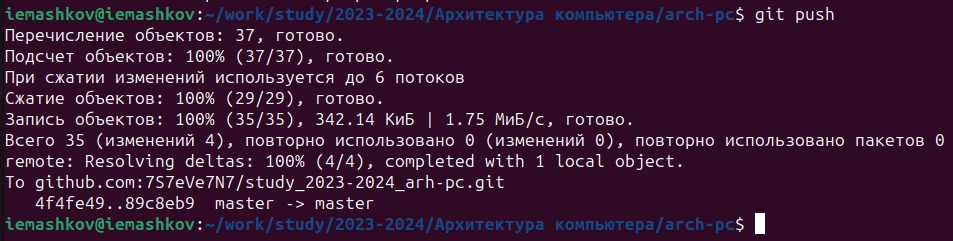 iemashkov@iemashkov:~/work/study/2023-2024/Архитектура компьютера/arch-pc$ git push
Перечисление объектов: 37, готово.
Подсчет объектов: 100% (37/37), готово.
При сжатии изменений используется до 6 потоков
Сжатие объектов: 100% (29/29), готово.
Запись объектов: 100% (35/35), 342.14 КиБ | 1.75 МиБ/с, готово.
Всего 35 (изменений 4), повторно использовано 0 (изменений 0), повторно использовано пакетов 0
remote: Resolving deltas: 100% (4/4), completed with 1 local object.
To github.com:7S7eVe7N7/study_2023-2024_arh-pc.git
   4f4fe49..89c8eb9  master -> master
iemashkov@iemashkov:~/work/study/2023-2024/Архитектура компьютера/arch-pc$